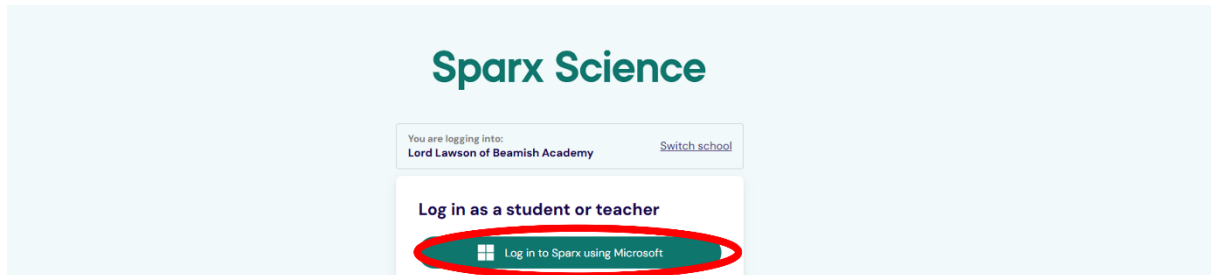 Sparx Science
You are logging into:
Lord Lawson of Beamish Academy
Switch school
Log in as a student or teacher
Log in to Sparx using Microsoft